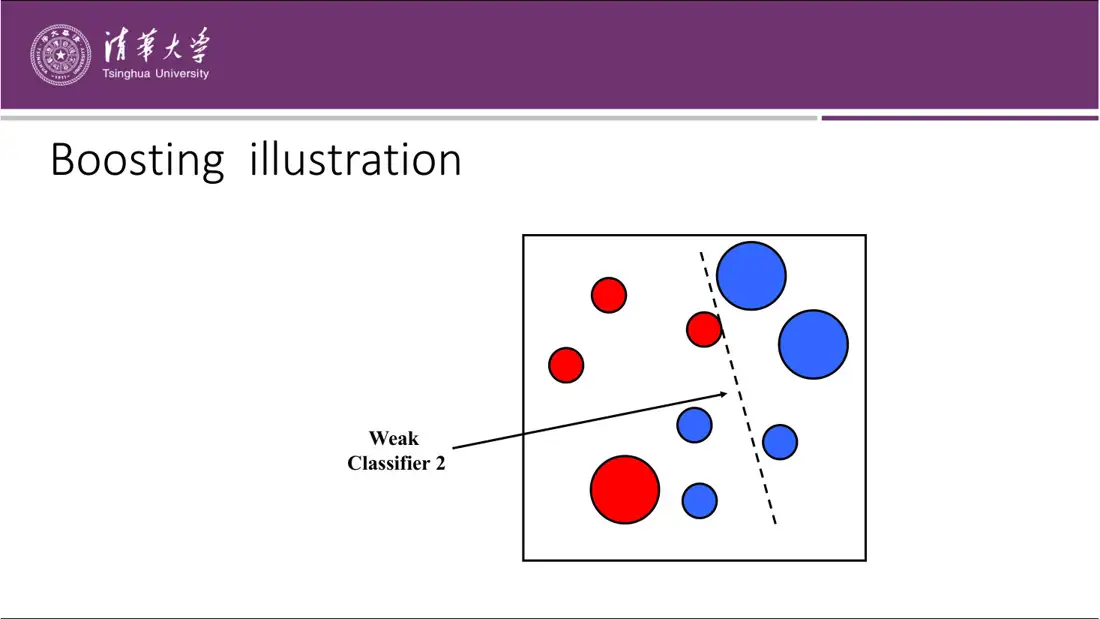 清華大学
Tsinghua University
Boosting illustration
Weak
Classifier 2